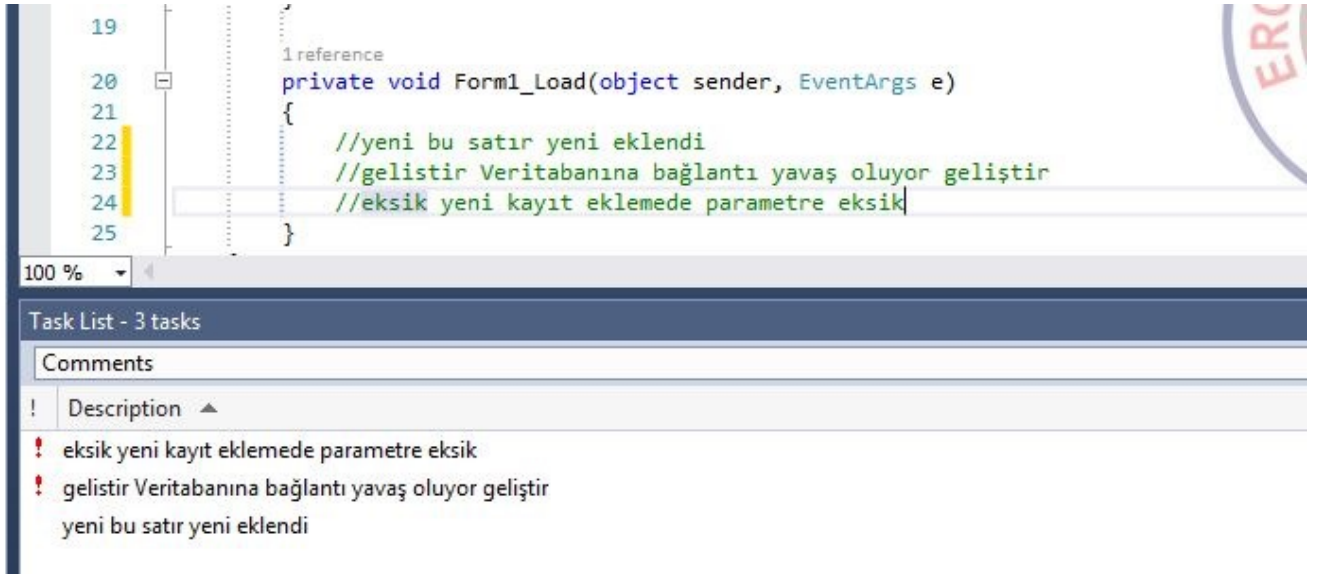 19
1 reference
20 private void Form1_Load(object sender, EventArgs e)
21 {
22 //yeni bu satır yeni eklendi
23 //gelistir Veritabanına bağlantı yavaş oluyor geliştir
24 //eksik yeni kayıt eklemede parametre eksik
25 }
100 %
Task List - 3 tasks
Comments
! Description
! eksik yeni kayıt eklemede parametre eksik
! gelistir Veritabanına bağlantı yavaş oluyor geliştir
yeni bu satır yeni eklendi